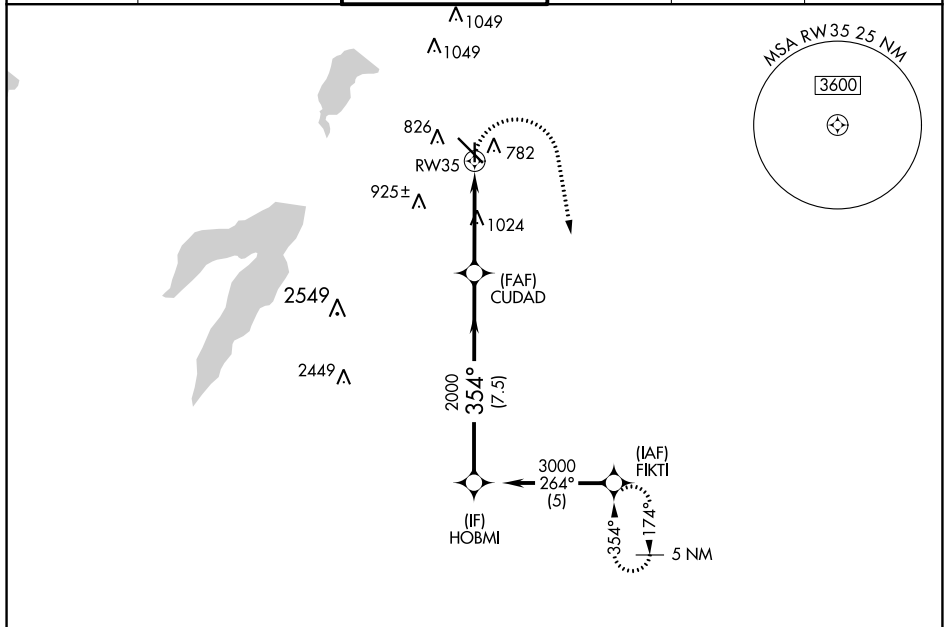 1049
1049
MSA RW35 25 NM
3600
826
782
RW35
925±
1024
(FAF)
CUDAD
2549
2449
2000
354°
(7.5)
(IAF)
FIKTI
3000
264°
(5)
(IF)
HOBMI
354°
174°
5 NM